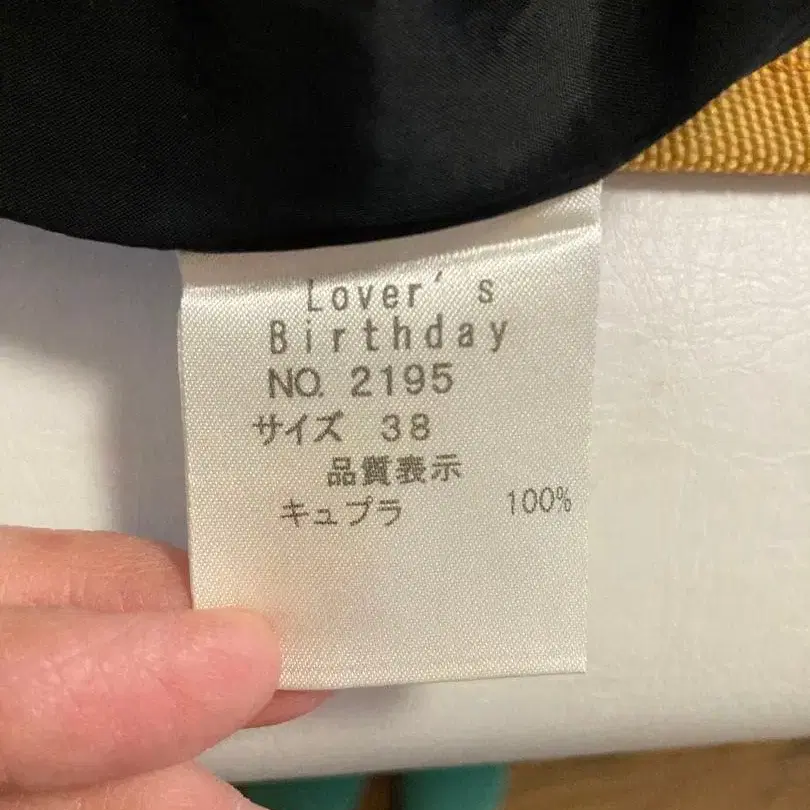 Lover's
Birthday
NO. 2195
サイズ 38
品質表示
キュプラ 100%